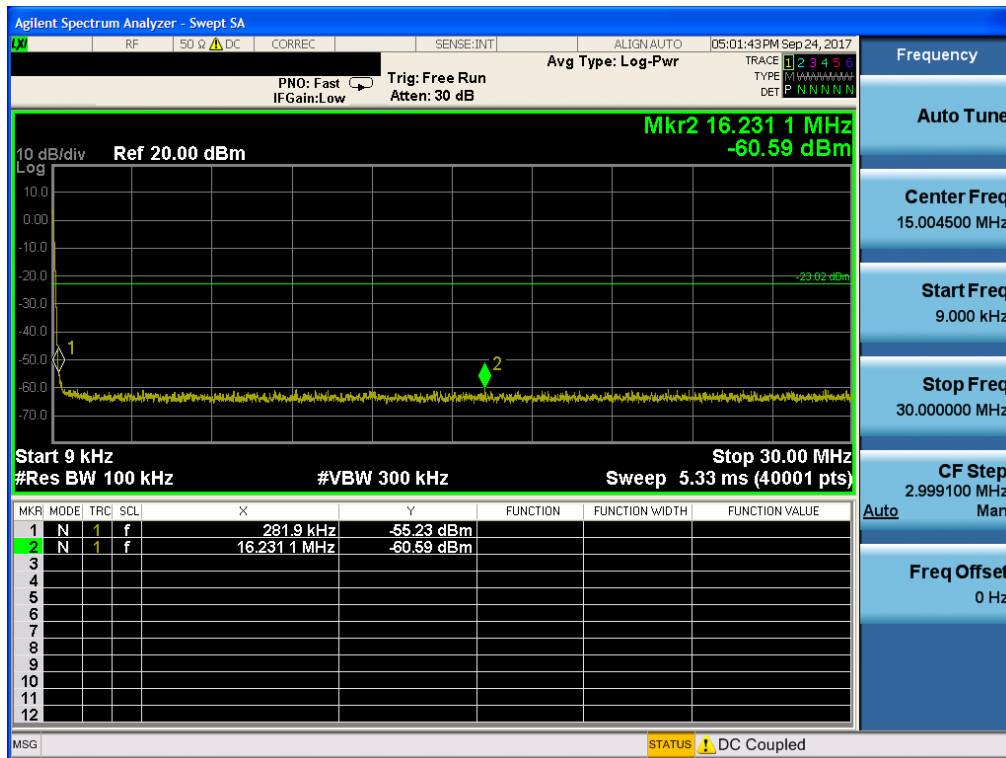 Agilent Spectrum Analyzer - Swept SA
LXI RF 50 Ω DC CORREC SENSE:INT ALIGN AUTO 05:01:43 PM Sep 24, 2017
PNO: Fast
IFGain:Low
Trig: Free Run
Atten: 30 dB
Avg Type: Log-Pwr
TRACE 1 2 3 4 5 6
TYPE M W W W W W
DET P N N N N N
Mkr2 16.231 1 MHz
-60.59 dBm
10 dB/div Ref 20.00 dBm
Log
10.0
0.00
-10.0
-20.0
-23.02 dBm
-30.0
-40.0
-50.0
1
2
-60.0
-70.0
Start 9 kHz Stop 30.00 MHz
#Res BW 100 kHz #VBW 300 kHz Sweep 5.33 ms (40001 pts)
MKR MODE TRC SCL X Y FUNCTION FUNCTION WIDTH FUNCTION VALUE
1 N 1 f 281.9 kHz -55.23 dBm
2 N 1 f 16.231 1 MHz -60.59 dBm
3
4
5
6
7
8
9
10
11
12
MSG STATUS DC Coupled
Frequency
Auto Tune
Center Freq
15.004500 MHz
Start Freq
9.000 kHz
Stop Freq
30.000000 MHz
CF Step
2.999100 MHz
Auto Man
Freq Offset
0 Hz